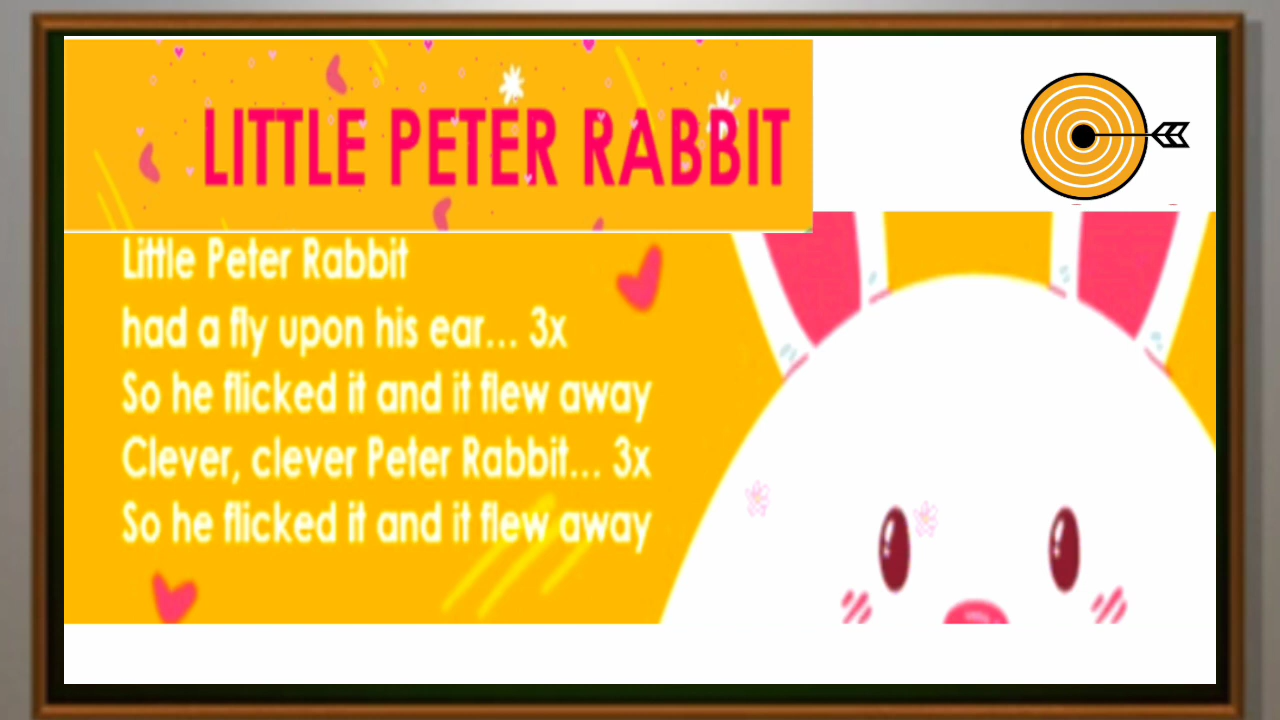 LITTLE PETER RABBIT
Little Peter Rabbit
had a fly upon his ear... 3x
So he flicked it and it flew away
Clever, clever Peter Rabbit... 3x
So he flicked it and it flew away